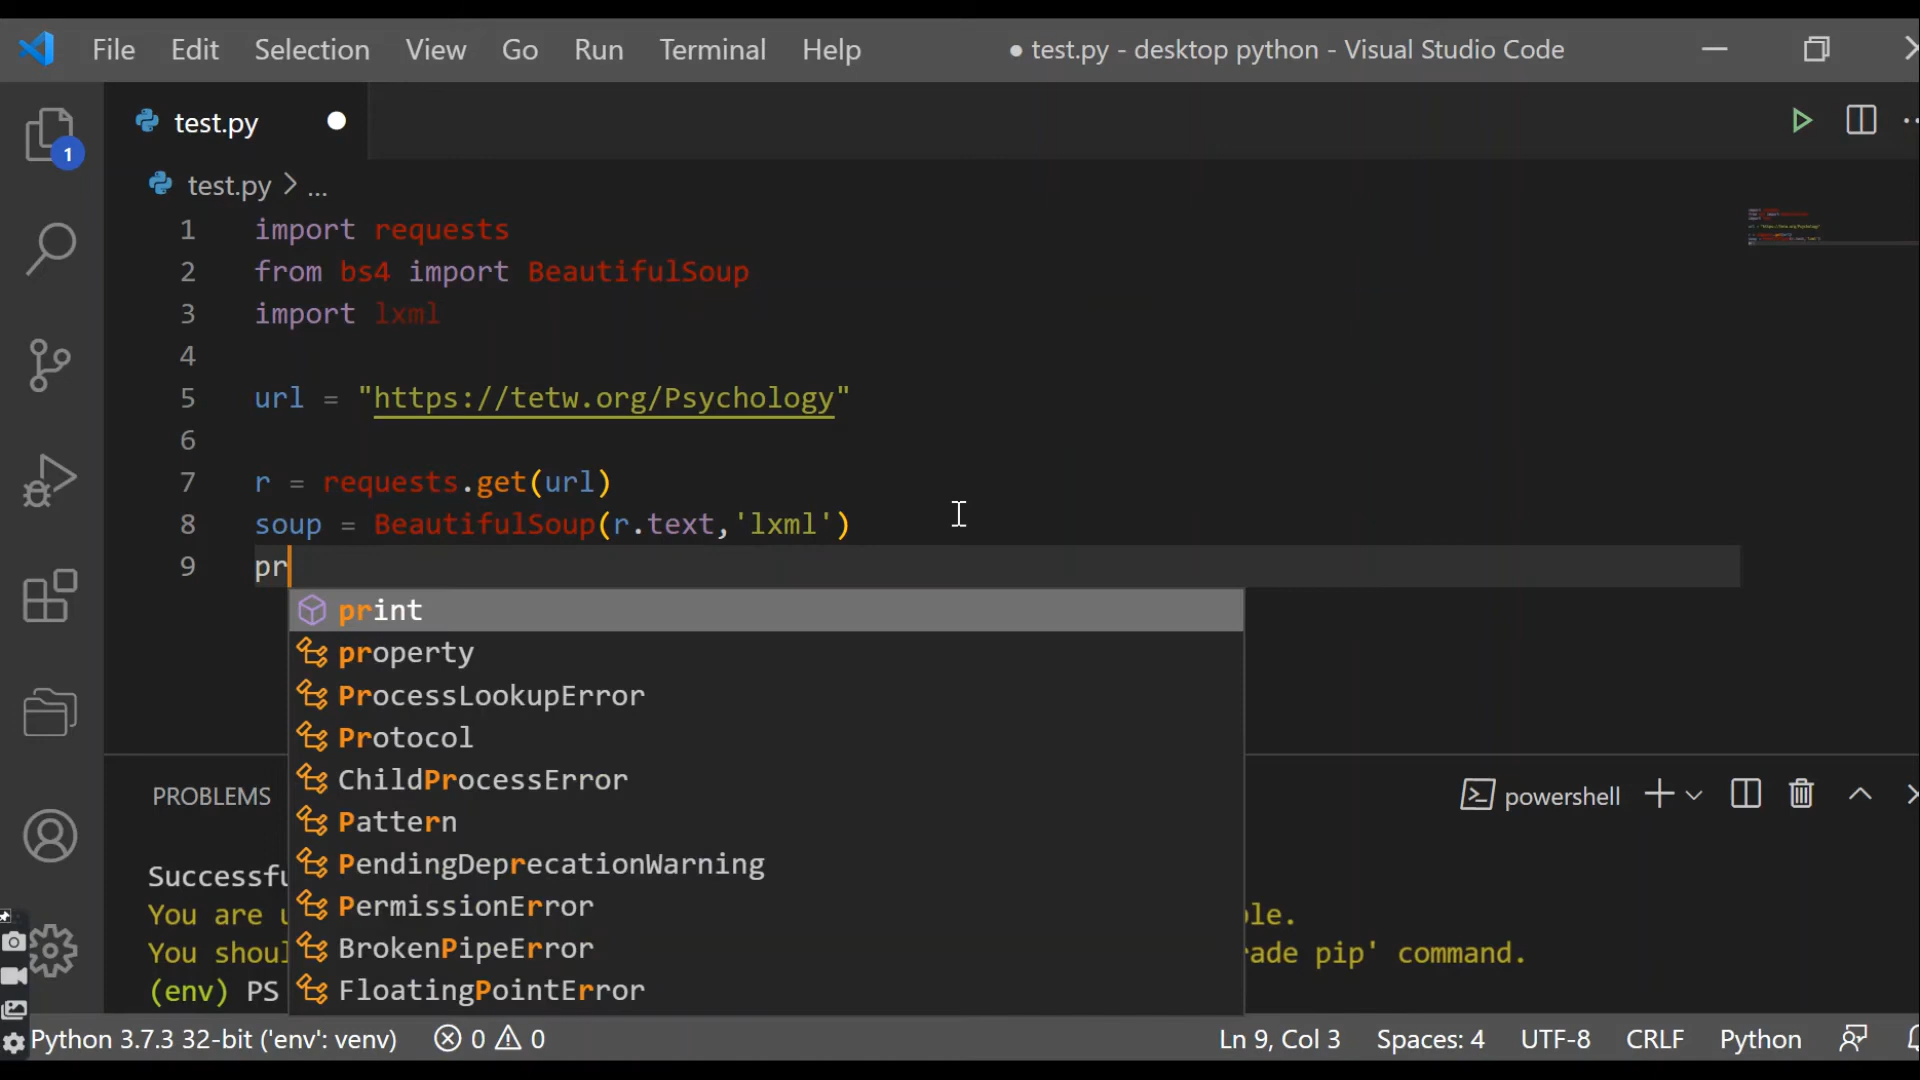 File Edit Selection View Go Run Terminal Help ● test.py - desktop python - Visual Studio Code
test.py
1
test.py > ...
1 import requests
2 from bs4 import BeautifulSoup
3 import lxml
4
5 url = "https://tetw.org/Psychology"
6
7 r = requests.get(url)
8 soup = BeautifulSoup(r.text,'lxml')
9 pr
print
property
ProcessLookupError
Protocol
ChildProcessError
Pattern
PendingDeprecationWarning
PermissionError
BrokenPipeError
FloatingPointError
PROBLEMS powershell
Successfu
You are u ble.
You shoul rade pip' command.
(env) PS
Python 3.7.3 32-bit ('env': venv) 0 0 Ln 9, Col 3 Spaces: 4 UTF-8 CRLF Python